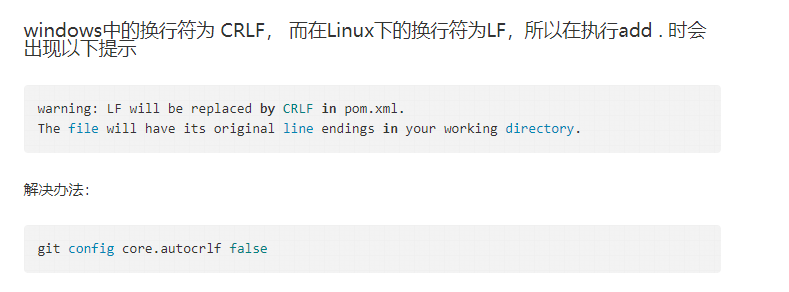 windows中的换行符为 CRLF， 而在Linux下的换行符为LF，所以在执行add . 时会
出现以下提示
warning: LF will be replaced by CRLF in pom.xml.
The file will have its original line endings in your working directory.
解决办法：
git config core.autocrlf false